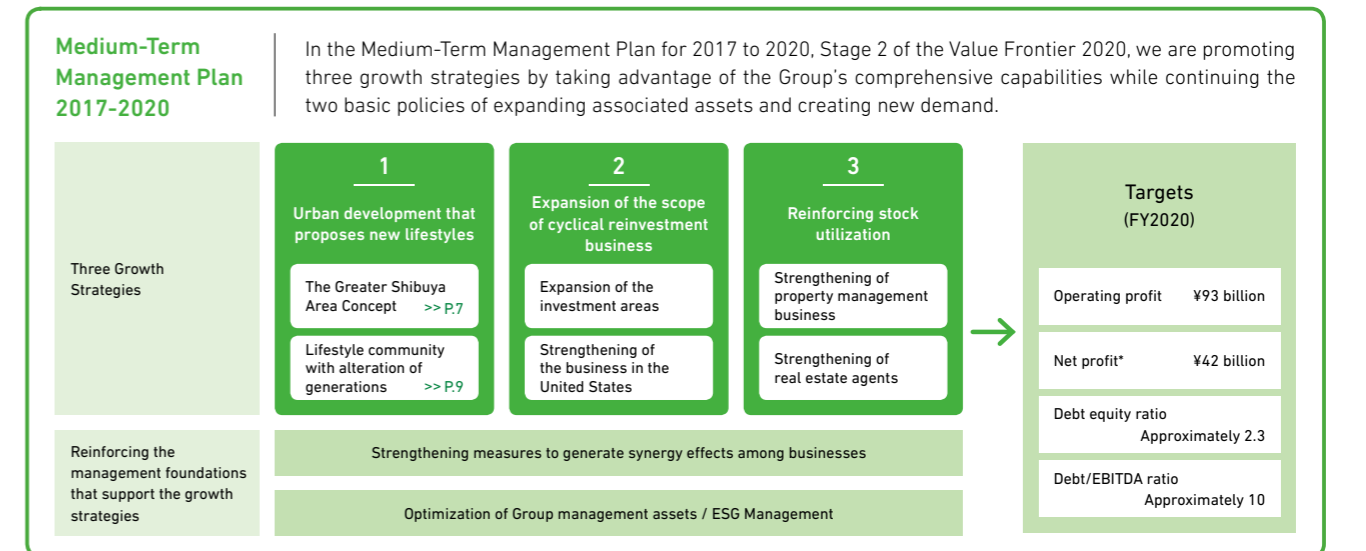 Medium-Term
Management Plan
2017-2020
In the Medium-Term Management Plan for 2017 to 2020, Stage 2 of the Value Frontier 2020, we are promoting
three growth strategies by taking advantage of the Group's comprehensive capabilities while continuing the
two basic policies of expanding associated assets and creating new demand.
Three Growth
Strategies
1
Urban development that
proposes new lifestyles
The Greater Shibuya
Area Concept >> P.7
Lifestyle community
with alteration of
generations >> P.9
2
Expansion of the scope
of cyclical reinvestment
business
Expansion of the
investment areas
Strengthening of
the business in the
United States
3
Reinforcing stock
utilization
Strengthening of
property management
business
Strengthening of
real estate agents
Targets
(FY2020)
Operating profit ¥93 billion
Net profit* ¥42 billion
Debt equity ratio
Approximately 2.3
Debt/EBITDA ratio
Approximately 10
Reinforcing the
management foundations
that support the growth
strategies
Strengthening measures to generate synergy effects among businesses
Optimization of Group management assets / ESG Management